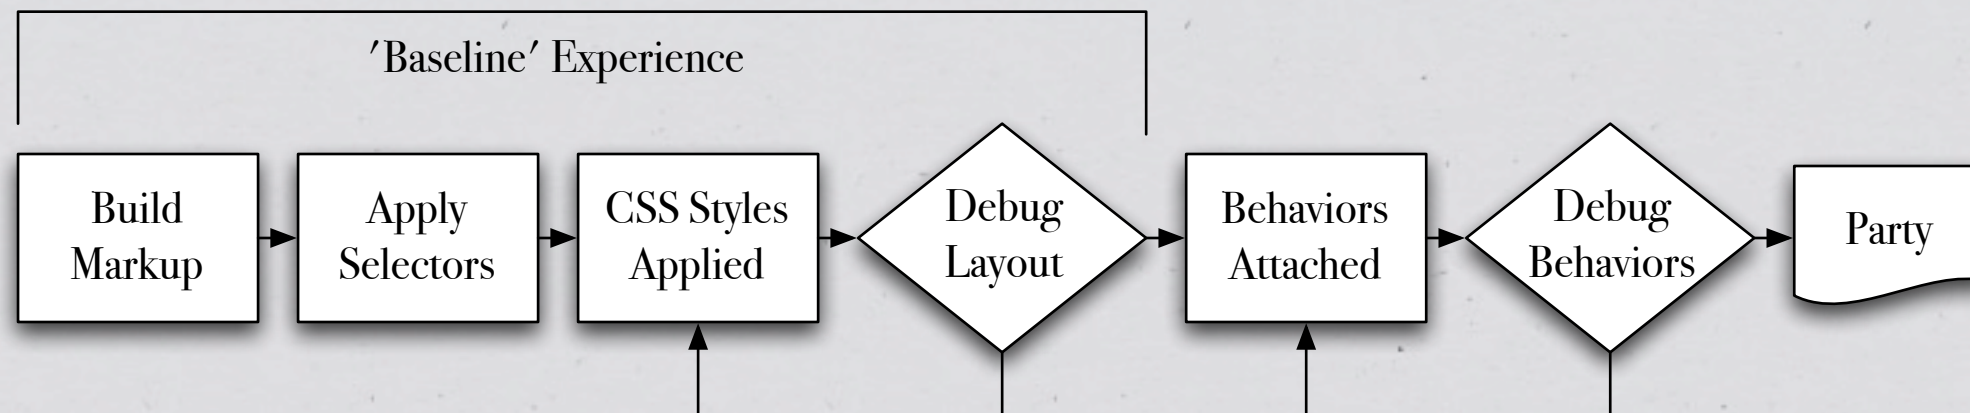 'Baseline' Experience
Build
Markup
Apply
Selectors
CSS Styles
Applied
Debug
Layout
Behaviors
Attached
Debug
Behaviors
Party